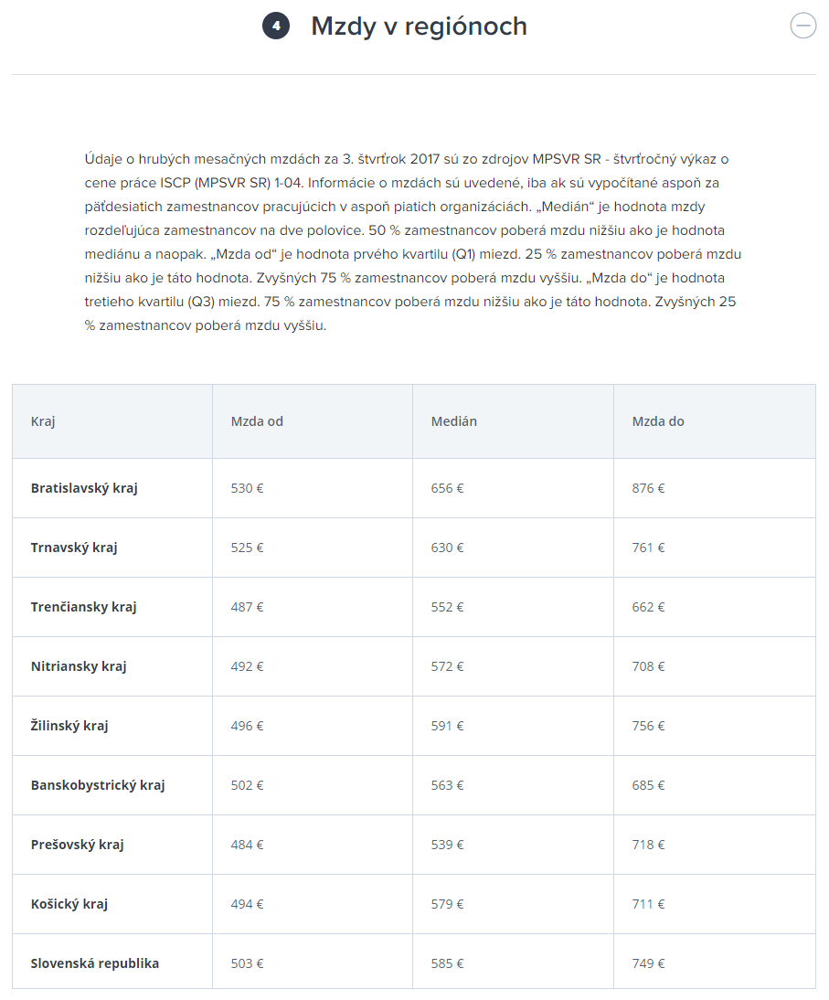 4 Mzdy v regiónoch
Údaje o hrubých mesačných mzdách za 3. štvrťrok 2017 sú zo zdrojov MPSVR SR - štvrťročný výkaz o
cene práce ISCP (MPSVR SR) 1-04. Informácie o mzdách sú uvedené, iba ak sú vypočítané aspoň za
päťdesiatich zamestnancov pracujúcich v aspoň piatich organizáciách. „Medián“ je hodnota mzdy
rozdeľujúca zamestnancov na dve polovice. 50 % zamestnancov poberá mzdu nižšiu ako je hodnota
mediánu a naopak. „Mzda od“ je hodnota prvého kvartilu (Q1) miezd. 25 % zamestnancov poberá mzdu
nižšiu ako je táto hodnota. Zvyšných 75 % zamestnancov poberá mzdu vyššiu. „Mzda do“ je hodnota
tretieho kvartilu (Q3) miezd. 75 % zamestnancov poberá mzdu nižšiu ako je táto hodnota. Zvyšných 25
% zamestnancov poberá mzdu vyššiu.
Kraj Mzda od Medián Mzda do
Bratislavský kraj 530 € 656 € 876 €
Trnavský kraj 525 € 630 € 761 €
Trenčiansky kraj 487 € 552 € 662 €
Nitriansky kraj 492 € 572 € 708 €
Žilinský kraj 496 € 591 € 756 €
Banskobystrický kraj 502 € 563 € 685 €
Prešovský kraj 484 € 539 € 718 €
Košický kraj 494 € 579 € 711 €
Slovenská republika 503 € 585 € 749 €